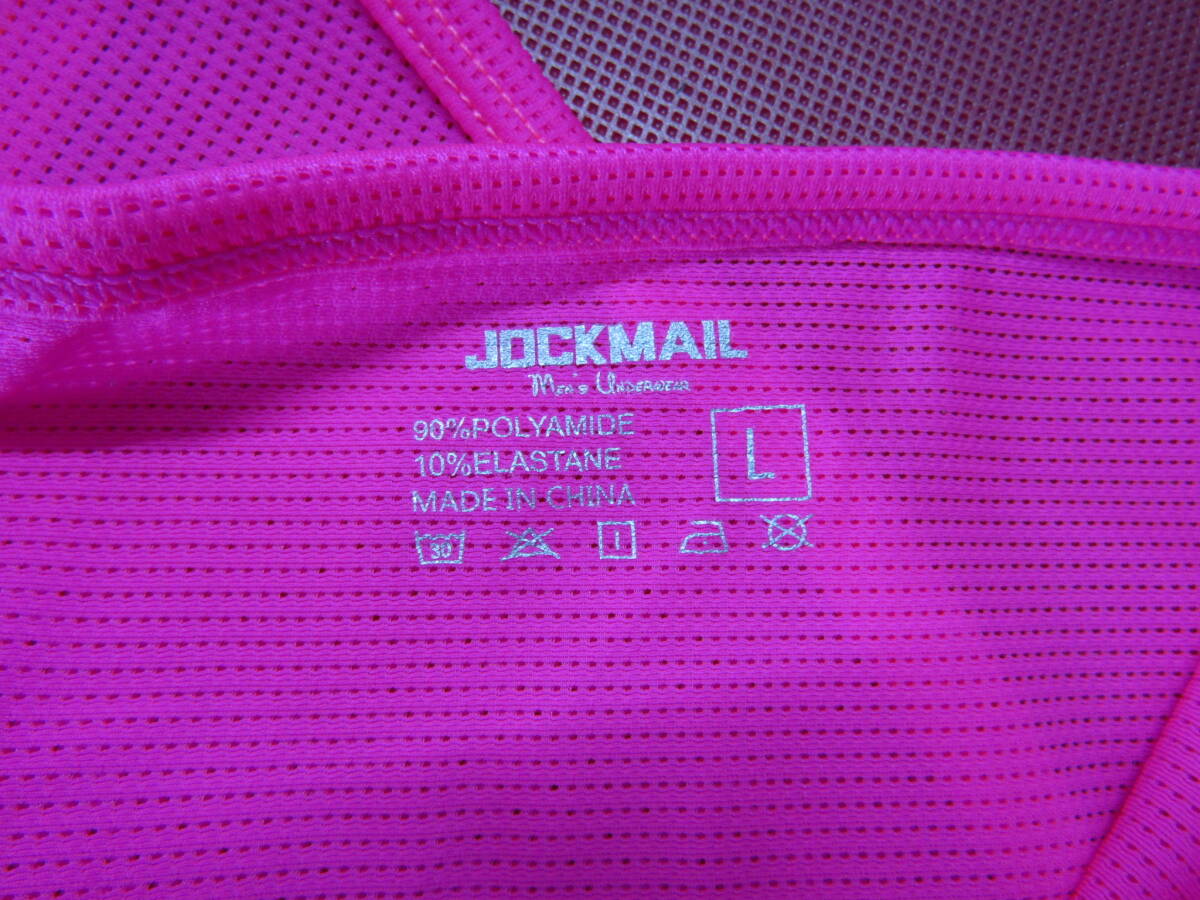 JOCKMAIL
Men's Underwear
90%POLYAMIDE
10%ELASTANE
MADE IN CHINA
L
30